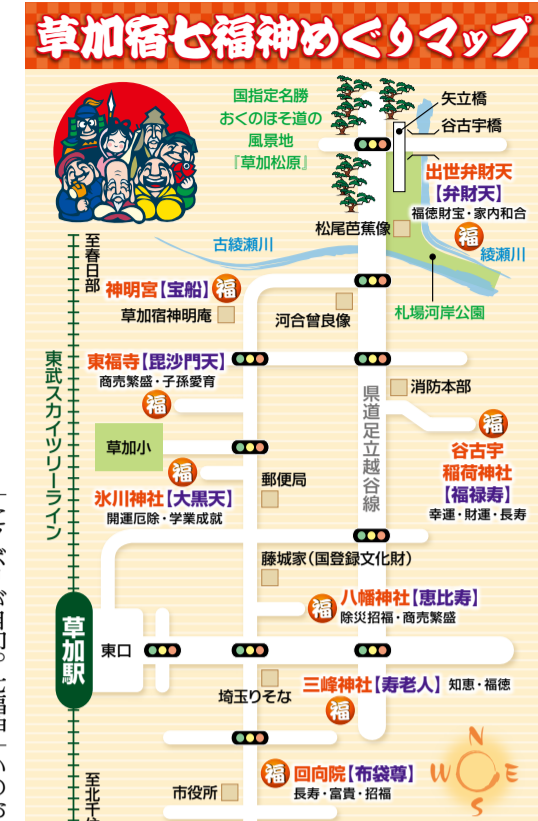 草加宿七福神めぐりマップ
国指定名勝
おくのほそ道の
風景地
『草加松原』
矢立橋
谷古宇橋
出世弁財天
【弁財天】
福徳財宝・家内和合
福
松尾芭蕉像
古綾瀬川
綾瀬川
至春日部
神明宮【宝船】
福
草加宿神明庵
河合曾良像
札場河岸公園
東武スカイツリーライン
東福寺【毘沙門天】
商売繁盛・子孫愛育
福
県道足立越谷線
消防本部
福
谷古宇
稲荷神社
【福禄寿】
幸運・財運・長寿
草加小
福
氷川神社【大黒天】
開運厄除・学業成就
郵便局
藤城家(国登録文化財)
福
八幡神社【恵比寿】
除災招福・商売繁盛
草加駅
東口
埼玉りそな
三峰神社【寿老人】 知恵・福徳
福
福
回向院【布袋尊】
長寿・富貴・招福
市役所
N
W
E
S